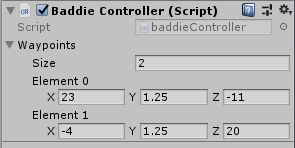 Baddie Controller (Script)
Script baddieController
Waypoints
Size 2
Element 0
X 23 Y 1.25 Z -11
Element 1
X -4 Y 1.25 Z 20